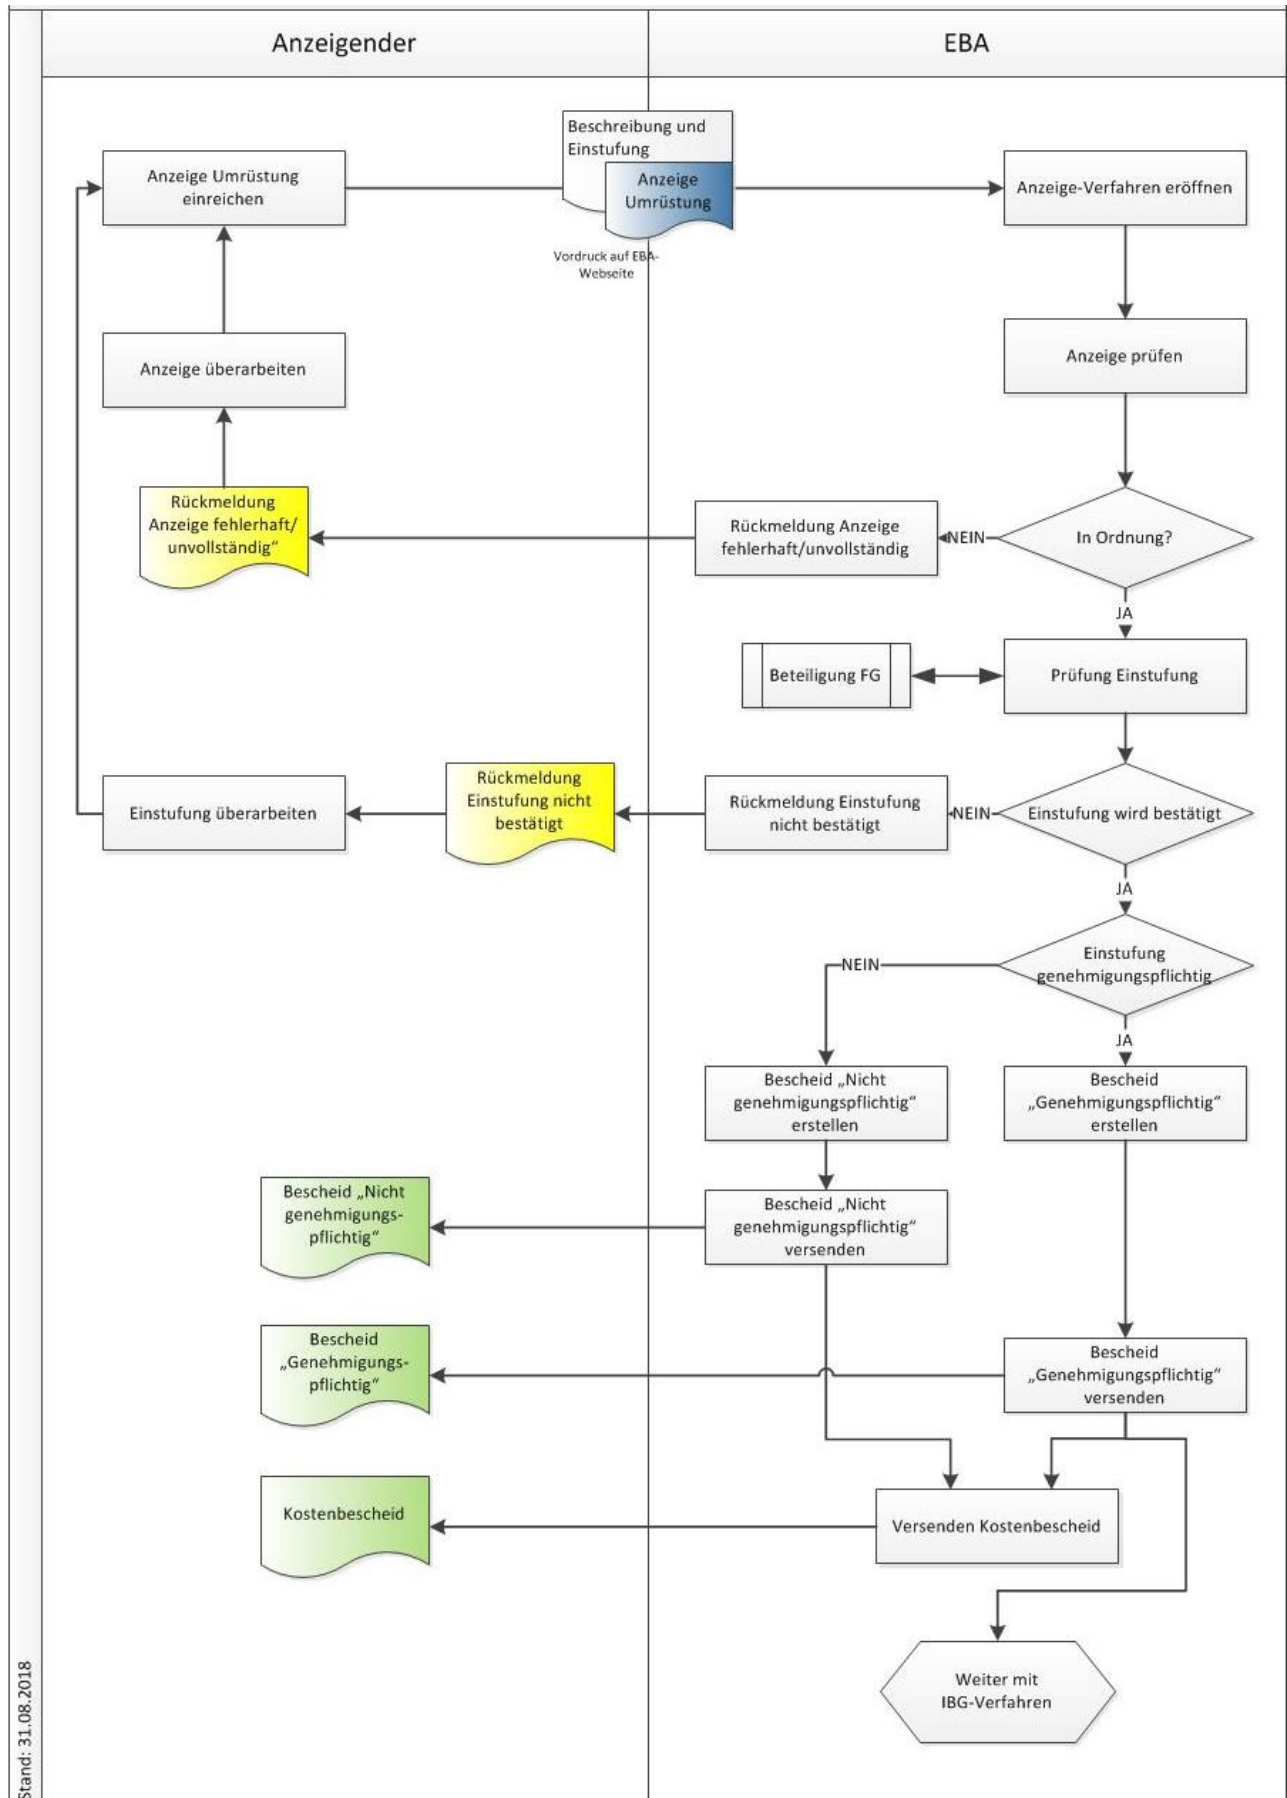 Anzeigender
EBA
Beschreibung und
Einstufung
Anzeige
Umrüstung
Vordruck auf EBA-
Webseite
Anzeige Umrüstung
einreichen
Anzeige-Verfahren eröffnen
Anzeige überarbeiten
Anzeige prüfen
Rückmeldung
Anzeige fehlerhaft/
unvollständig“
Rückmeldung Anzeige
fehlerhaft/unvollständig
NEIN
In Ordnung?
JA
Beteiligung FG
Prüfung Einstufung
Einstufung überarbeiten
Rückmeldung
Einstufung nicht
bestätigt
Rückmeldung Einstufung
nicht bestätigt
NEIN
Einstufung wird bestätigt
JA
Einstufung
genehmigungspflichtig
NEIN
JA
Bescheid „Nicht
genehmigungspflichtig“
erstellen
Bescheid
„Genehmigungspflichtig“
erstellen
Bescheid „Nicht
genehmigungs-
pflichtig“
Bescheid „Nicht
genehmigungspflichtig“
versenden
Bescheid
„Genehmigungs-
pflichtig“
Bescheid
„Genehmigungspflichtig“
versenden
Kostenbescheid
Versenden Kostenbescheid
Weiter mit
IBG-Verfahren
Stand: 31.08.2018